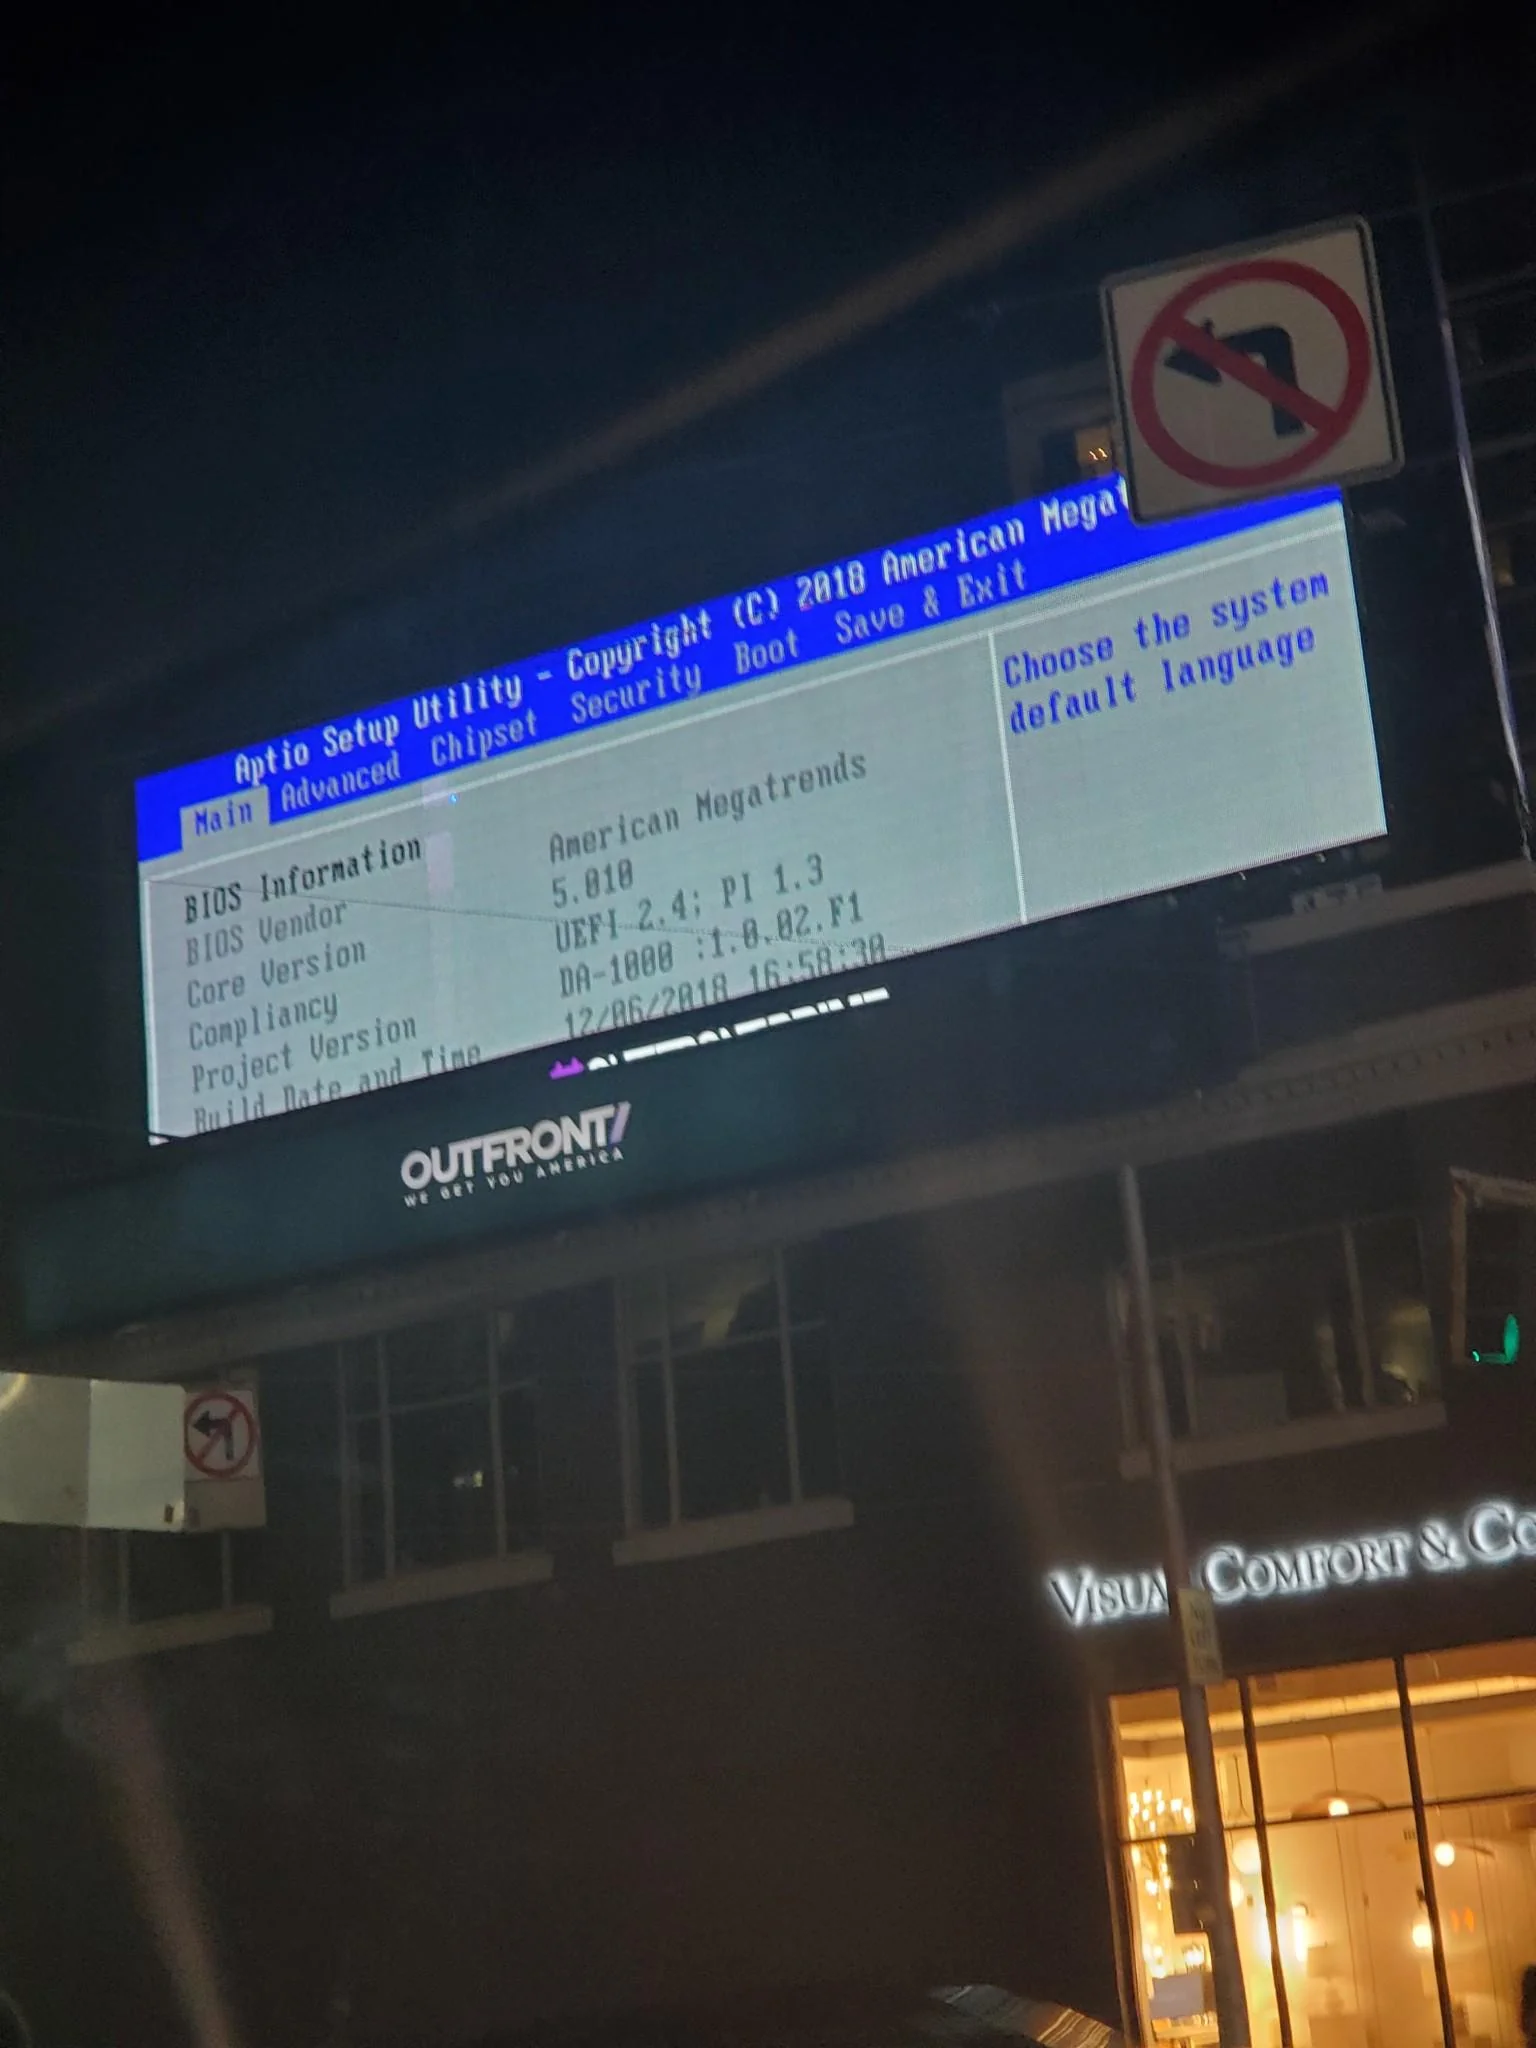 Aptio Setup Utility - Copyright (C) 2018 American Megat
Main Advanced Chipset Security Boot Save & Exit
BIOS Information
BIOS Vendor American Megatrends
Core Version 5.010
Compliancy UEFI 2.4; PI 1.3
Project Version DA-1000 :1.0.02.F1
Build Date and Time 12/06/2018 16:58:30
Choose the system
default language
OUTFRONT/
WE GET YOU AMERICA
VISUAL COMFORT & Co